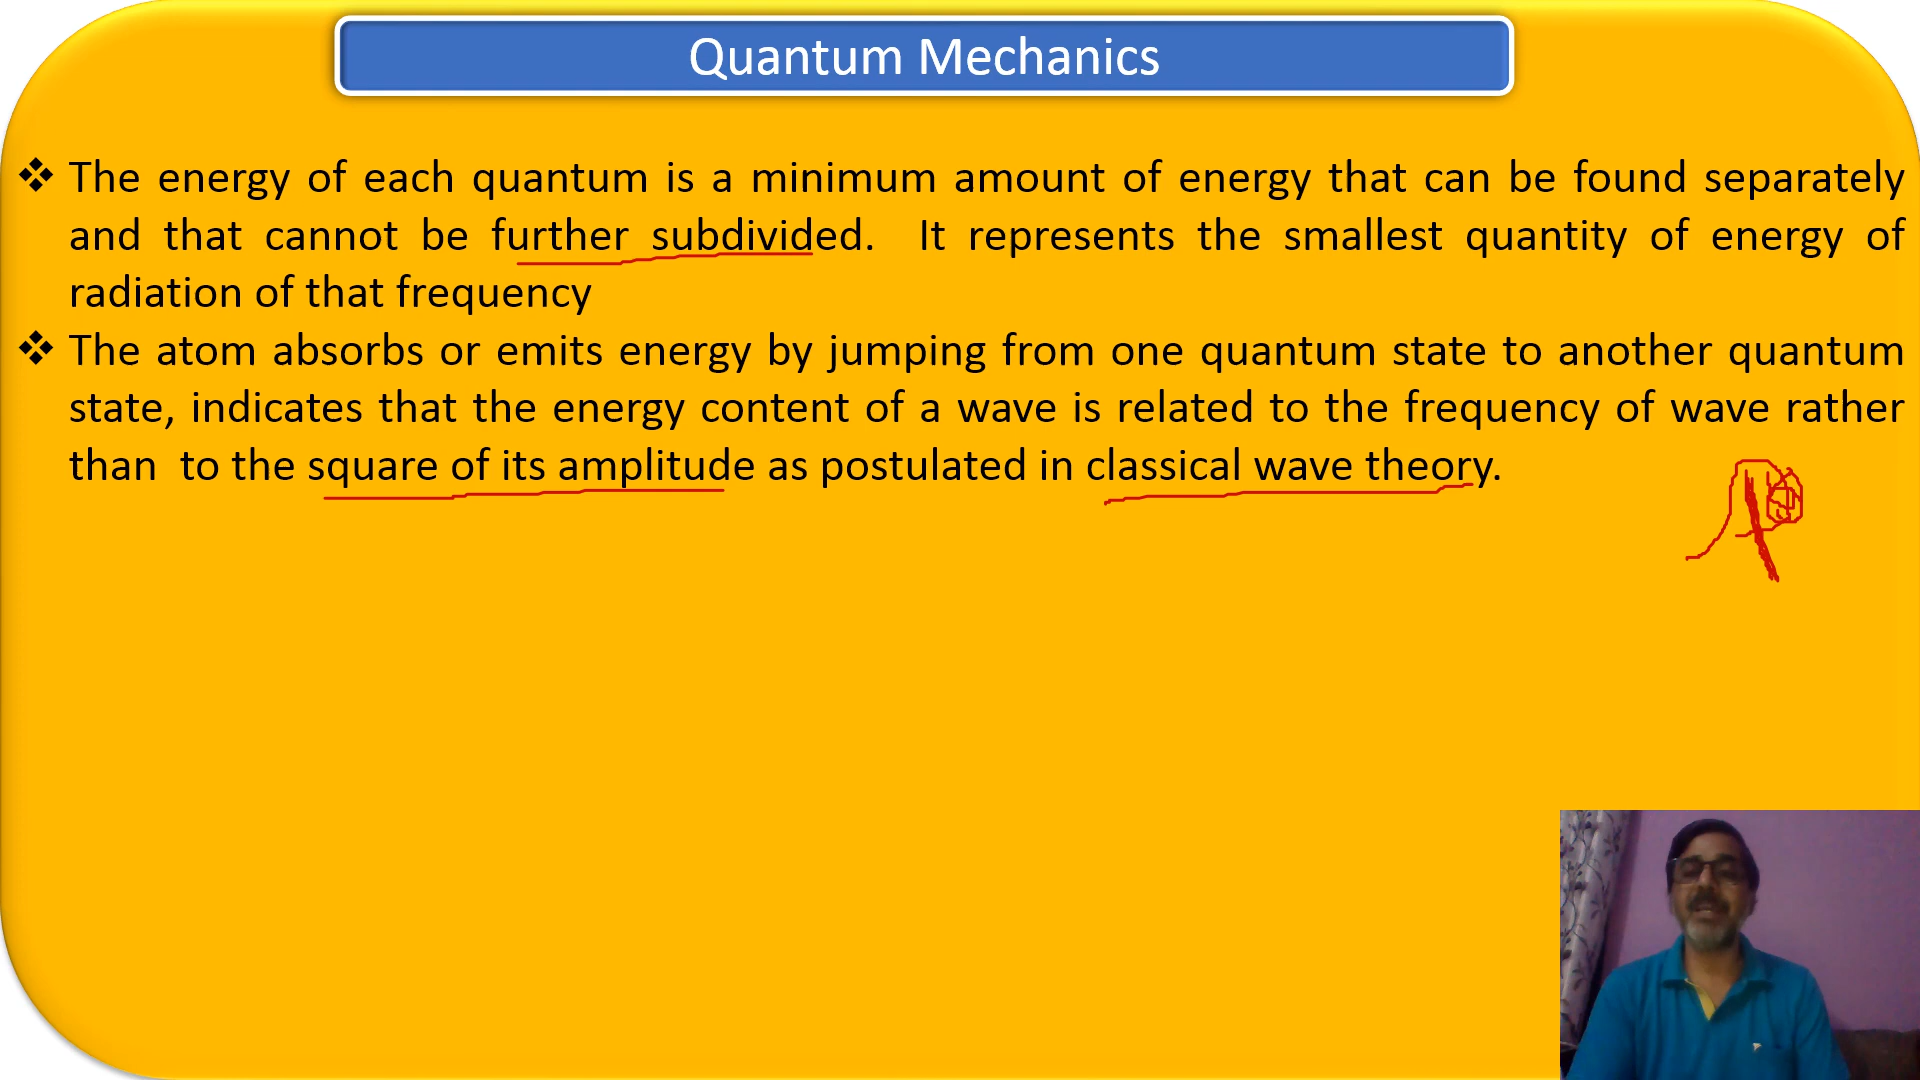 Quantum Mechanics
❖ The energy of each quantum is a minimum amount of energy that can be found separately
and that cannot be further subdivided. It represents the smallest quantity of energy of
radiation of that frequency
❖ The atom absorbs or emits energy by jumping from one quantum state to another quantum
state, indicates that the energy content of a wave is related to the frequency of wave rather
than to the square of its amplitude as postulated in classical wave theory.